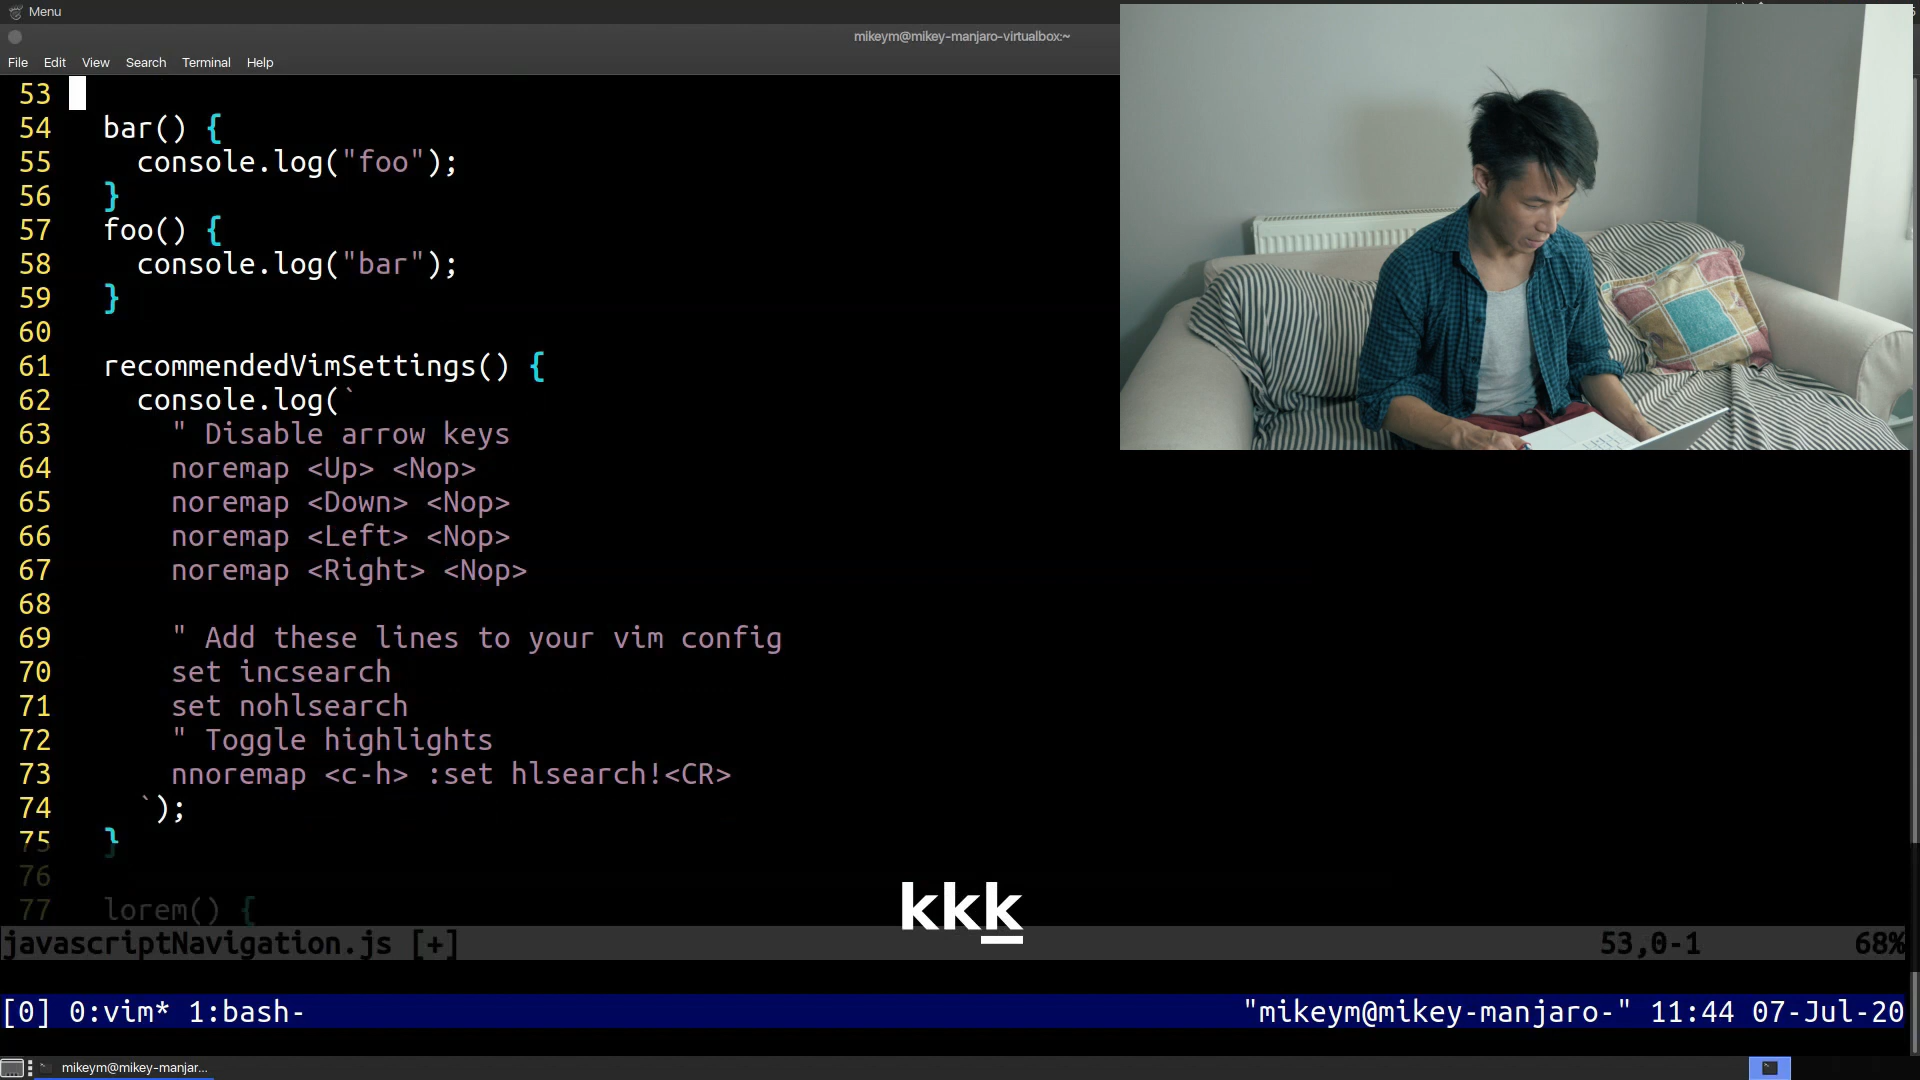 Menu
mikeym@mikey-manjaro-virtualbox:~
File Edit View Search Terminal Help
53
54 bar() {
55 console.log("foo");
56 }
57 foo() {
58 console.log("bar");
59 }
60
61 recommendedVimSettings() {
62 console.log(`
63 " Disable arrow keys
64 noremap <Up> <Nop>
65 noremap <Down> <Nop>
66 noremap <Left> <Nop>
67 noremap <Right> <Nop>
68
69 " Add these lines to your vim config
70 set incsearch
71 set nohlsearch
72 " Toggle highlights
73 nnoremap <c-h> :set hlsearch!<CR>
74 `);
75 }
76
77 lorem() {
kkk
javascriptNavigation.js [+] 53,0-1 68%
[0] 0:vim* 1:bash- "mikeym@mikey-manjaro-" 11:44 07-Jul-20
mikeym@mikey-manjar...